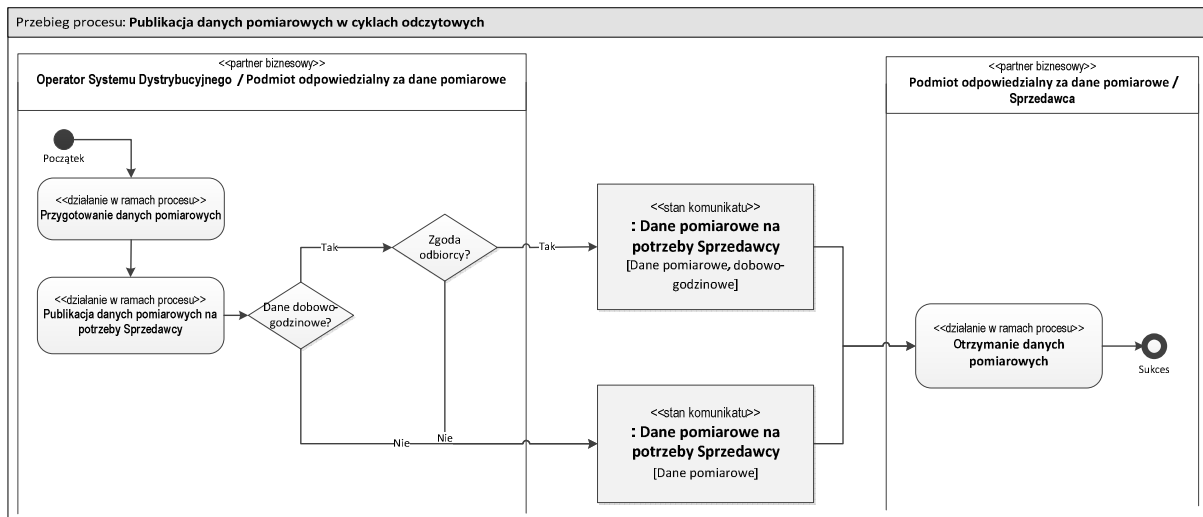 Przebieg procesu: Publikacja danych pomiarowych w cyklach odczytowych
<<partner biznesowy>>
Operator Systemu Dystrybucyjnego / Podmiot odpowiedzialny za dane pomiarowe
Początek
<<działanie w ramach procesu>>
Przygotowanie danych pomiarowych
<<działanie w ramach procesu>>
Publikacja danych pomiarowych na
potrzeby Sprzedawcy
Dane dobowo-
godzinowe?
Tak
Nie
Zgoda
odbiorcy?
Tak
Nie
<<stan komunikatu>>
: Dane pomiarowe na
potrzeby Sprzedawcy
[Dane pomiarowe, dobowo-
godzinowe]
<<stan komunikatu>>
: Dane pomiarowe na
potrzeby Sprzedawcy
[Dane pomiarowe]
<<partner biznesowy>>
Podmiot odpowiedzialny za dane pomiarowe /
Sprzedawca
<<działanie w ramach procesu>>
Otrzymanie danych
pomiarowych
Sukces